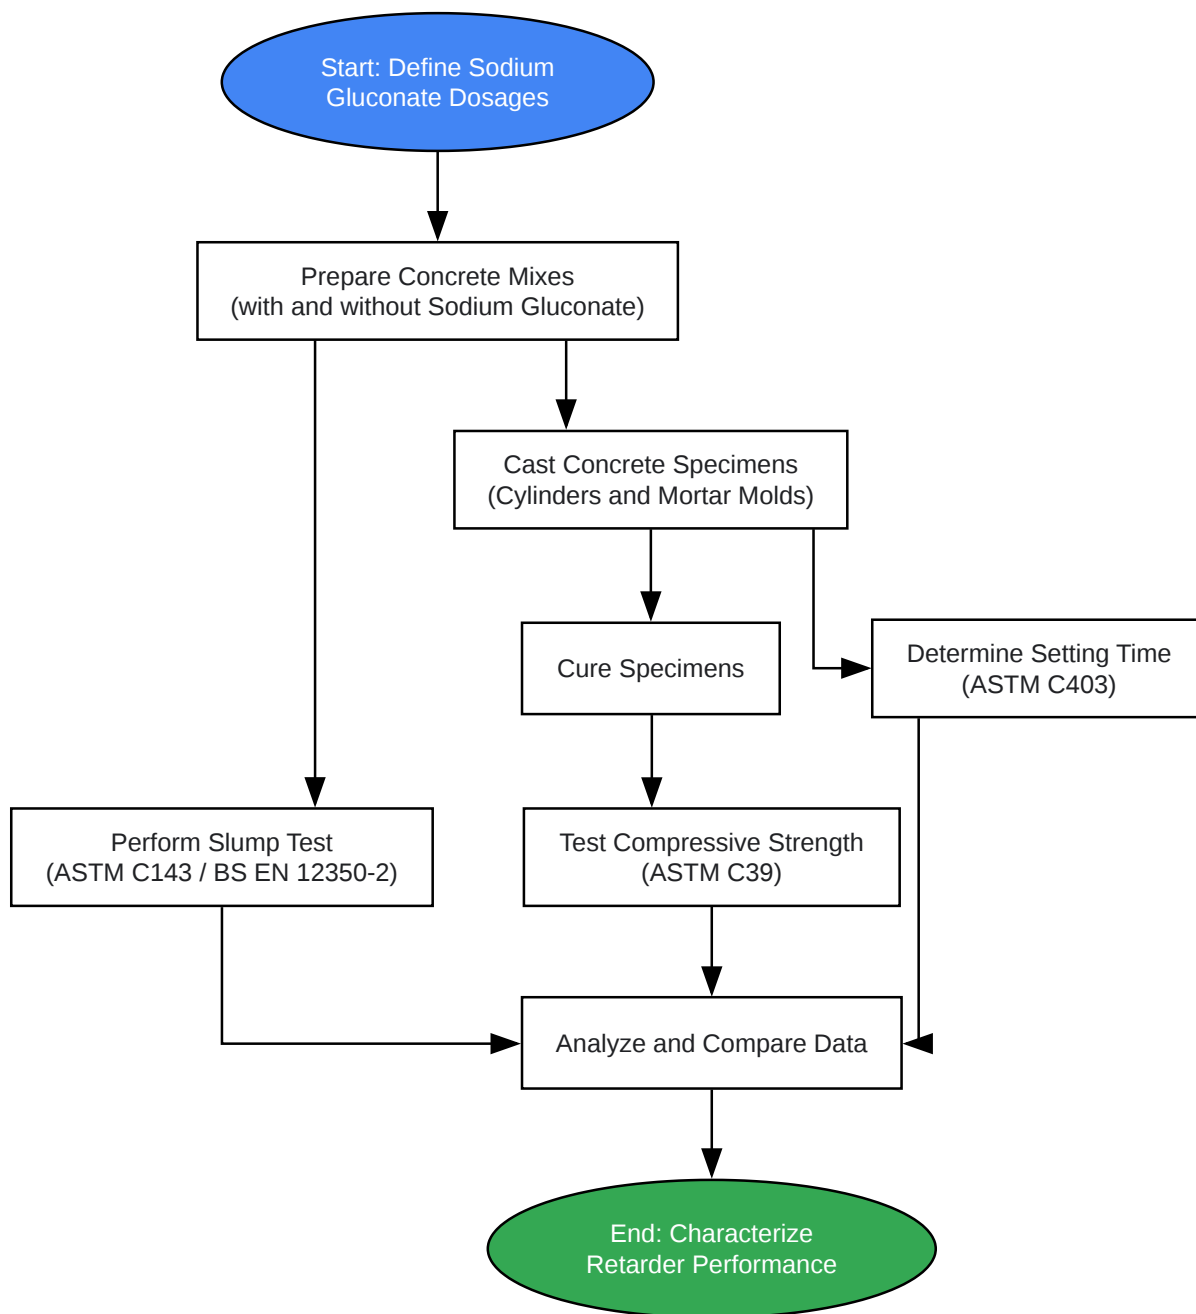 Start: Define Sodium
Gluconate Dosages
Prepare Concrete Mixes
(with and without Sodium Gluconate)
Cast Concrete Specimens
(Cylinders and Mortar Molds)
Cure Specimens
Determine Setting Time
(ASTM C403)
Perform Slump Test
(ASTM C143 / BS EN 12350-2)
Test Compressive Strength
(ASTM C39)
Analyze and Compare Data
End: Characterize
Retarder Performance